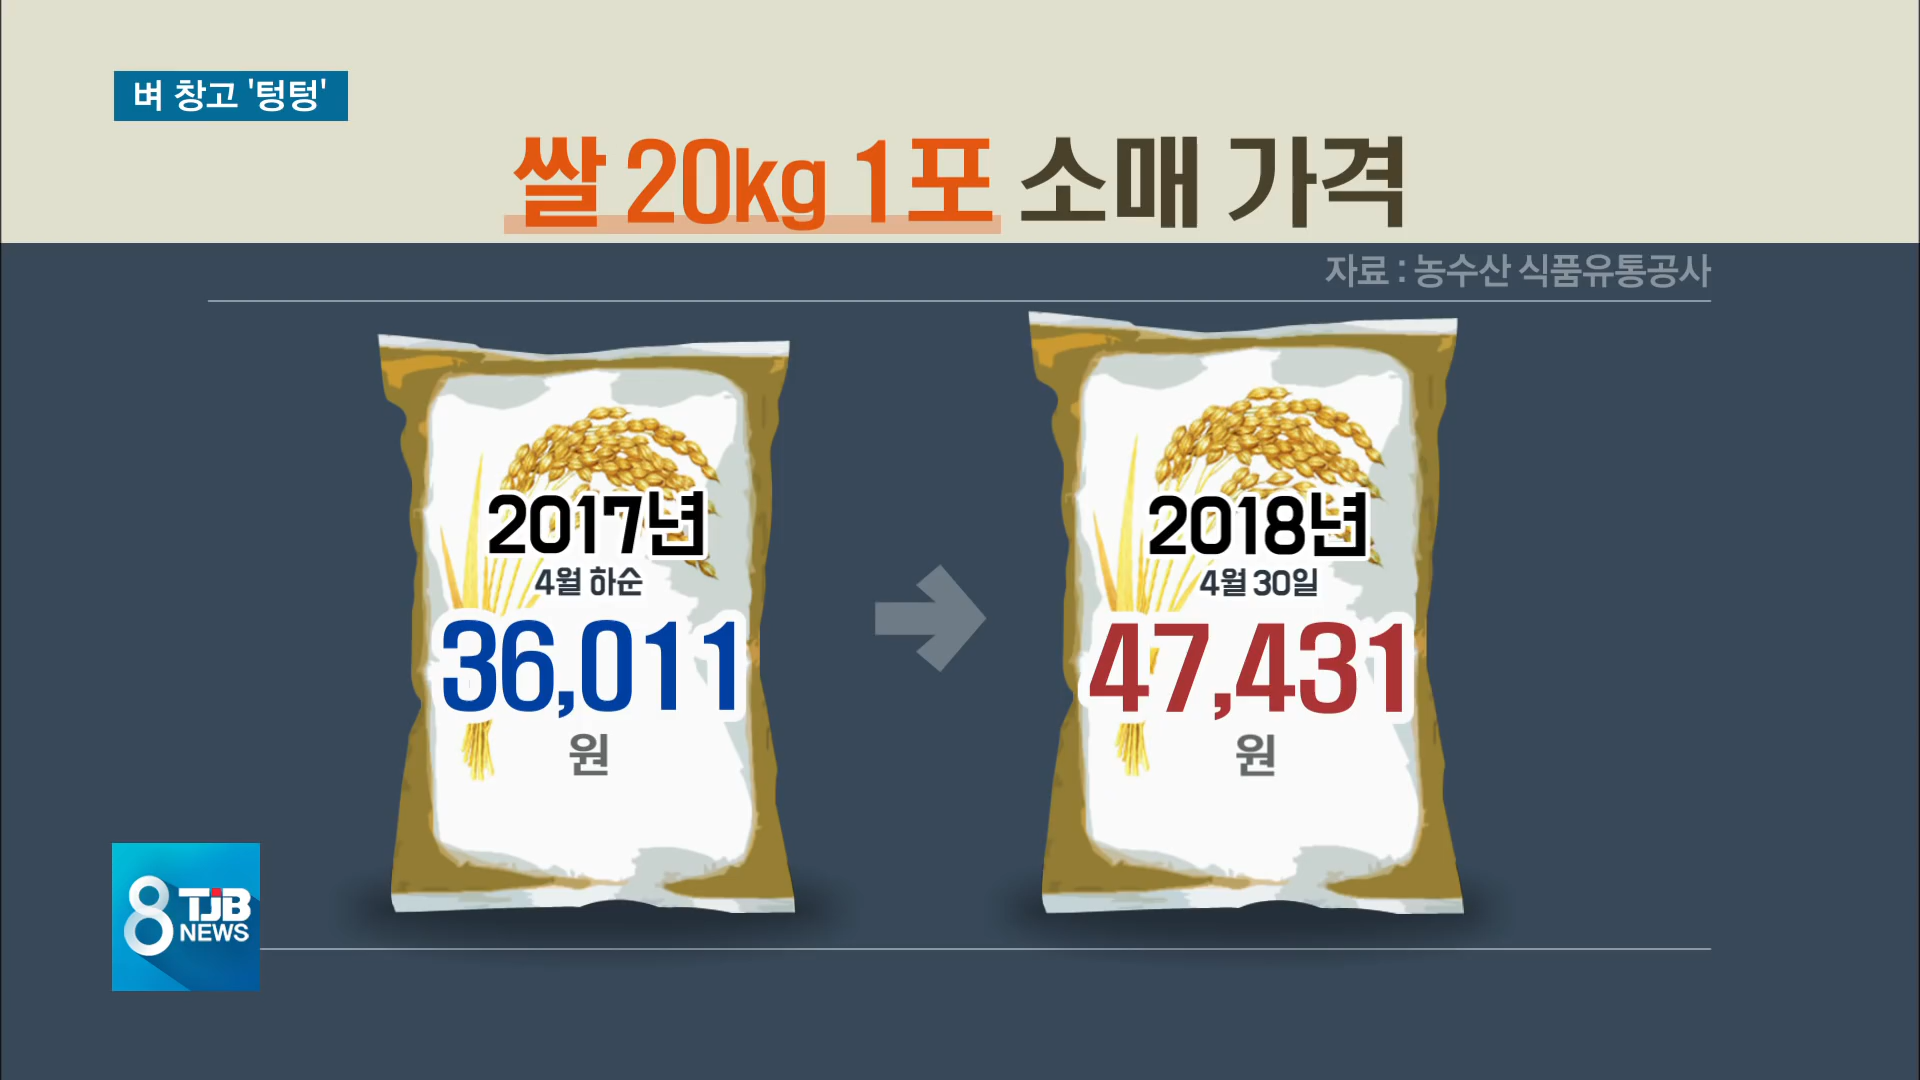 벼 창고 '텅텅'
쌀 20kg 1포 소매 가격
자료 : 농수산 식품유통공사
2017년
4월 하순
36,011
원
2018년
4월 30일
47,431
원
8 TJB
NEWS